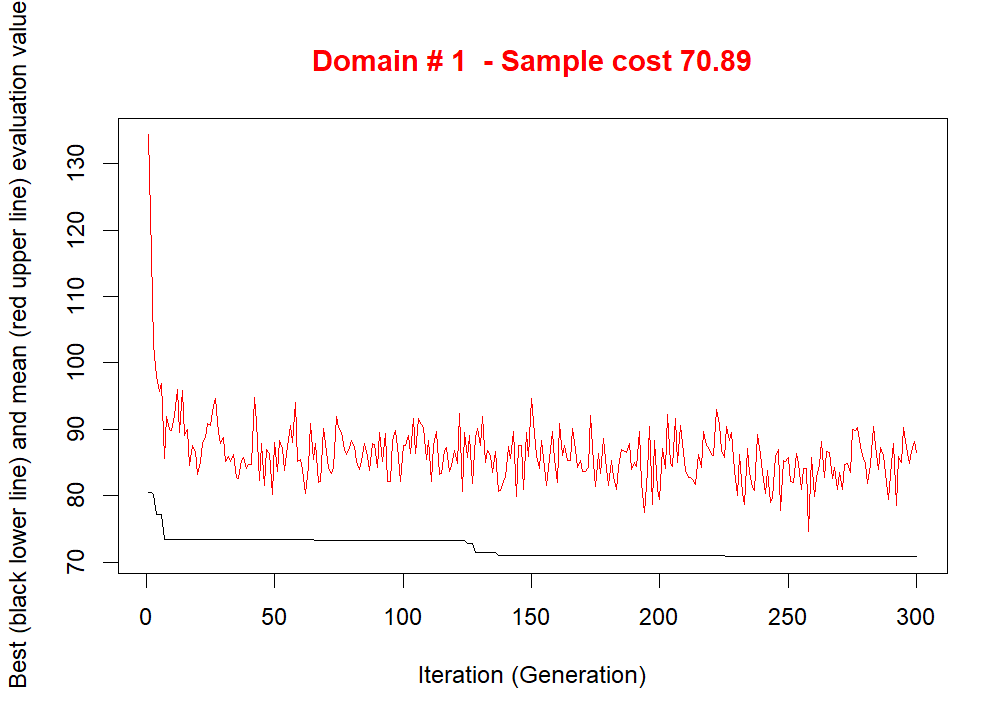 Domain # 1  - Sample cost 70.89
Best (black lower line) and mean (red upper line) evaluation value
130
120
110
100
90
80
70
0 50 100 150 200 250 300
Iteration (Generation)